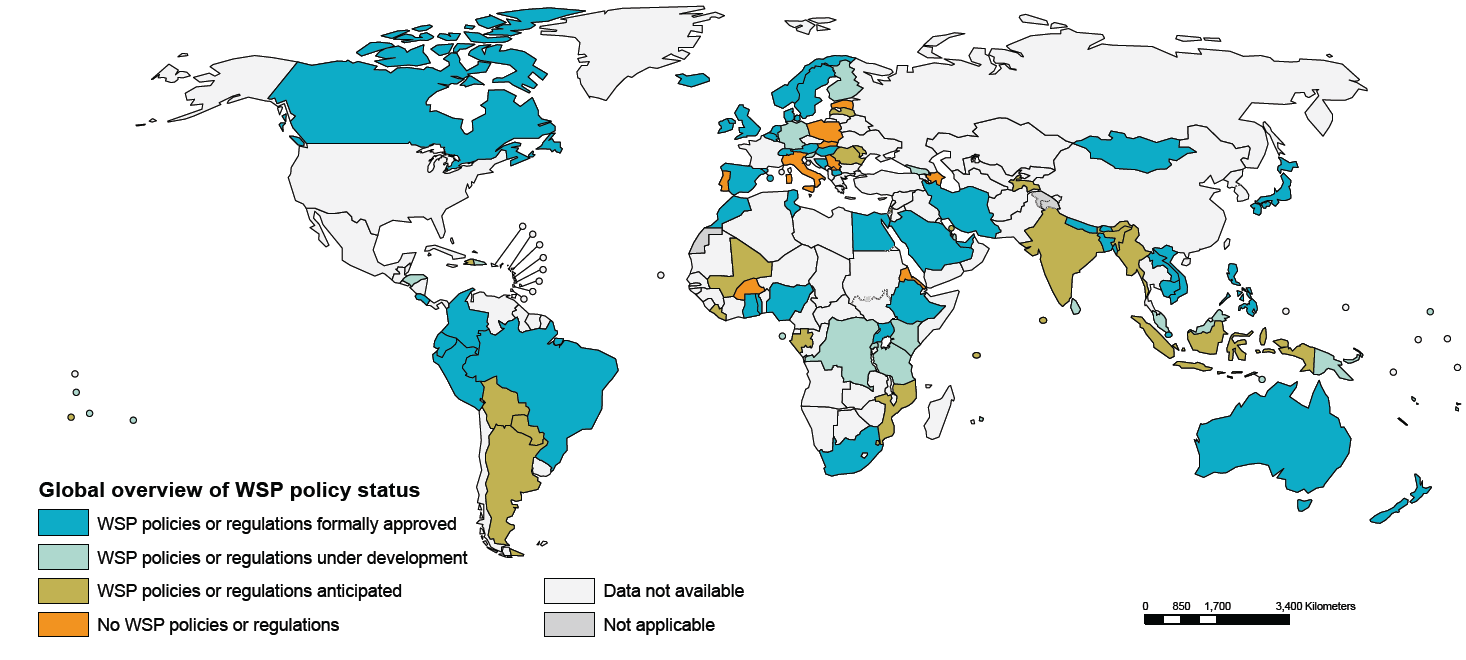 Global overview of WSP policy status
WSP policies or regulations formally approved
WSP policies or regulations under development
WSP policies or regulations anticipated
No WSP policies or regulations
Data not available
Not applicable
0 850 1,700 3,400 Kilometers